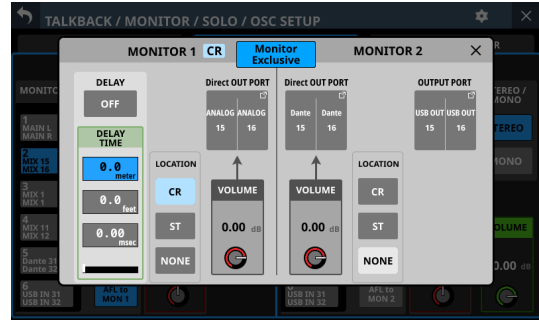 TALKBACK / MONITOR / SOLO / OSC SETUP
MONITOR 1 CR
Monitor
Exclusive
MONITOR 2
DELAY
OFF
DELAY
TIME
0.0
meter
0.0
feet
0.00
msec
LOCATION
CR
ST
NONE
Direct OUT PORT
ANALOG ANALOG
15 16
VOLUME
0.00 dB
Direct OUT PORT
Dante Dante
15 16
VOLUME
0.00 dB
LOCATION
CR
ST
NONE
OUTPUT PORT
USB OUT USB OUT
15 16
MONITO
1
MAIN L
MAIN R
2
MIX 15
MIX 16
3
MIX 1
MIX 1
4
MIX 11
MIX 12
5
Dante 31
Dante 32
6
USB IN 31
USB IN 32
AFL to
MON 1
USB IN 31
USB IN 32
AFL to
MON 2
R
TEREO /
MONO
TEREO
MONO
OLUME
0.00 dB